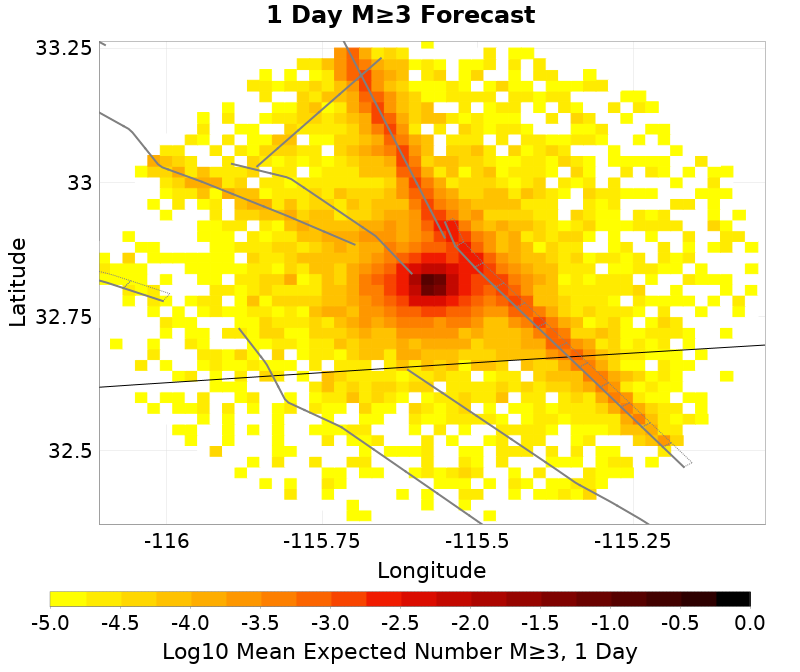 1 Day M≥3 Forecast
33.25
33
32.75
32.5
Latitude
-116 -115.75 -115.5 -115.25
Longitude
-5.0 -4.5 -4.0 -3.5 -3.0 -2.5 -2.0 -1.5 -1.0 -0.5 0.0
Log10 Mean Expected Number M≥3, 1 Day